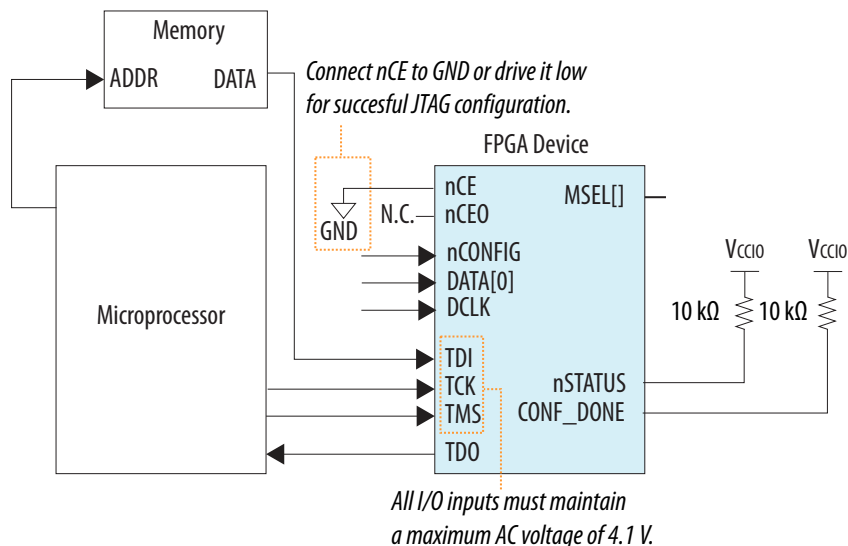 Memory
ADDR DATA
Connect nCE to GND or drive it low
for succesful JTAG configuration.
FPGA Device
nCE
MSEL[]
N.C.
nCEO
GND
nCONFIG
DATA[0]
DCLK
VCCIO VCCIO
10 kΩ 10 kΩ
Microprocessor
TDI
TCK
TMS
TDO
nSTATUS
CONF_DONE
All I/O inputs must maintain
a maximum AC voltage of 4.1 V.